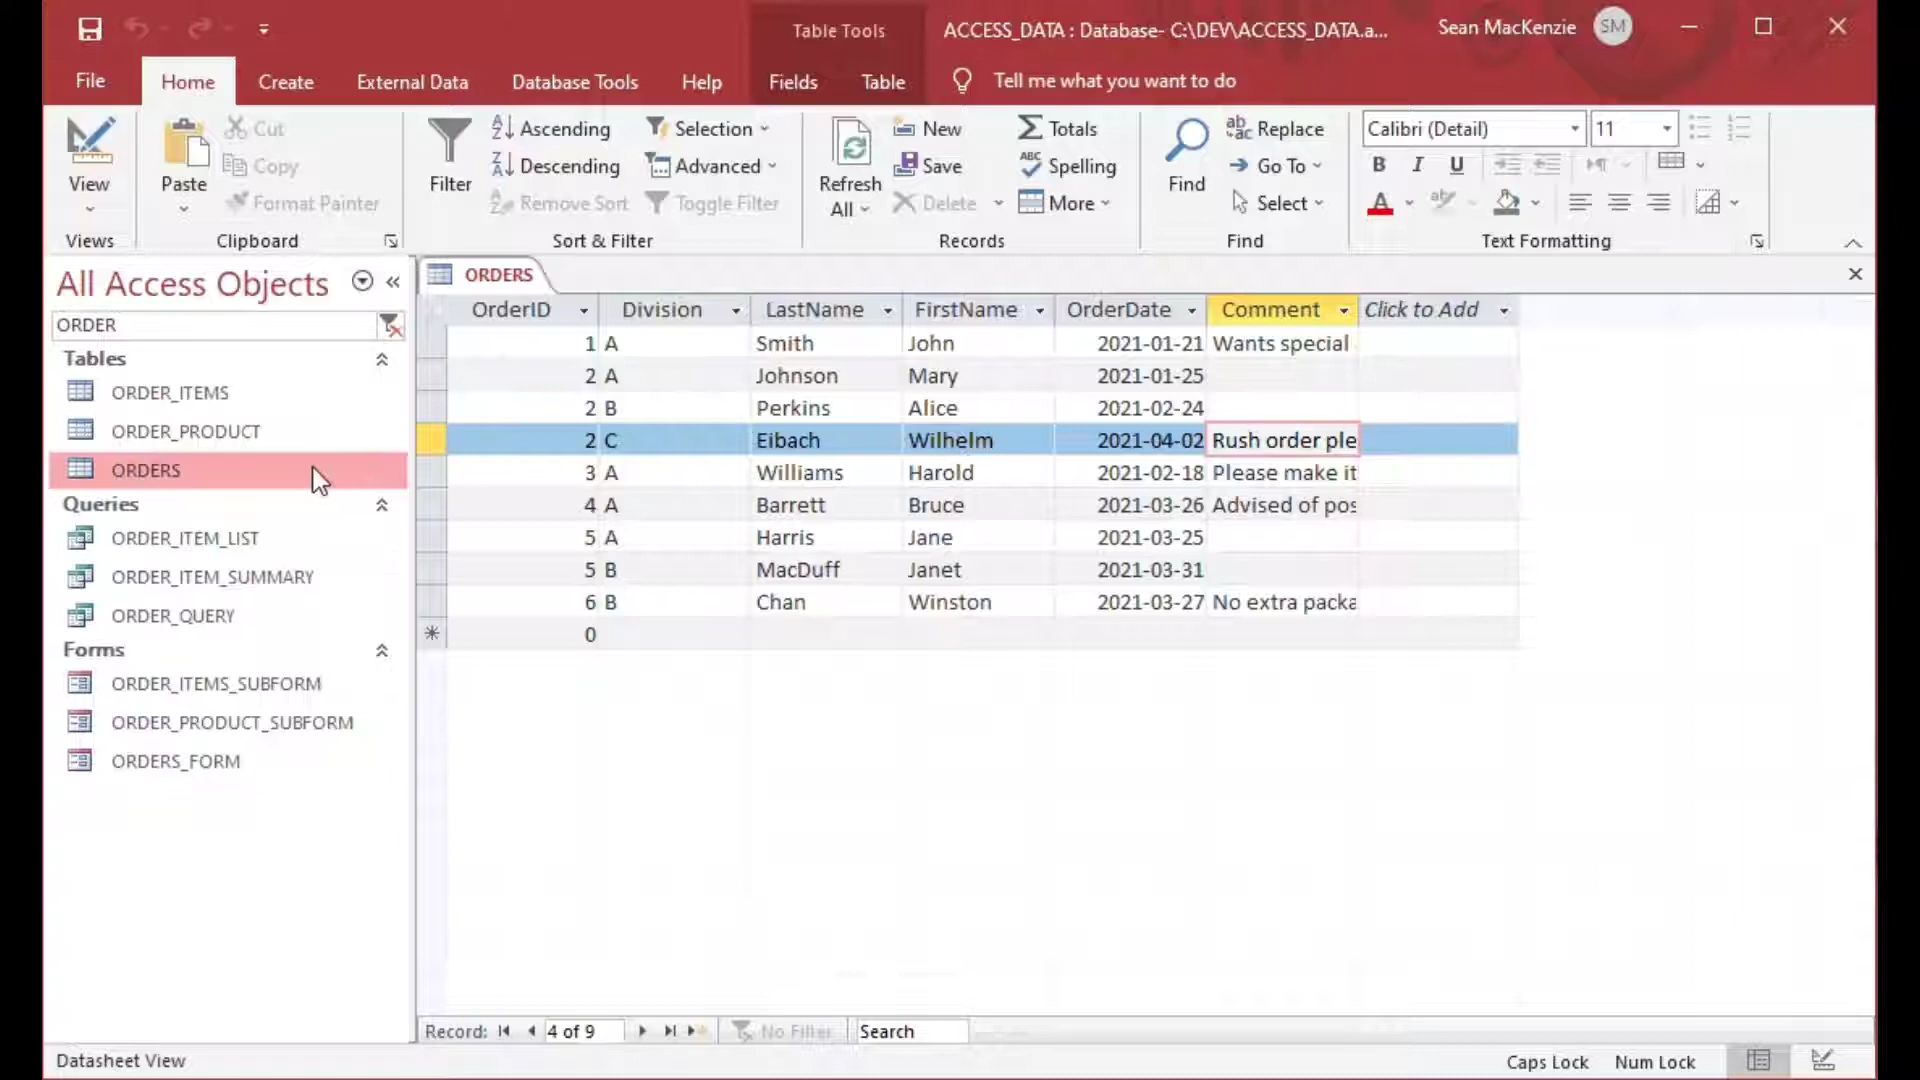 Table Tools
ACCESS_DATA : Database- C:\DEV\ACCESS_DATA.a...
Sean MacKenzie
SM
File
Home
Create
External Data
Database Tools
Help
Fields
Table
Tell me what you want to do
View
Views
Paste
Cut
Copy
Format Painter
Clipboard
Filter
Ascending
Descending
Remove Sort
Selection
Advanced
Toggle Filter
Sort & Filter
Refresh
All
New
Save
Delete
Totals
Spelling
More
Records
Find
Replace
Go To
Select
Find
Calibri (Detail)
11
B I U
Text Formatting
All Access Objects
ORDER
Tables
ORDER_ITEMS
ORDER_PRODUCT
ORDERS
Queries
ORDER_ITEM_LIST
ORDER_ITEM_SUMMARY
ORDER_QUERY
Forms
ORDER_ITEMS_SUBFORM
ORDER_PRODUCT_SUBFORM
ORDERS_FORM
ORDERS
OrderID Division LastName FirstName OrderDate Comment Click to Add
1 A Smith John 2021-01-21 Wants special
2 A Johnson Mary 2021-01-25
2 B Perkins Alice 2021-02-24
2 C Eibach Wilhelm 2021-04-02 Rush order ple
3 A Williams Harold 2021-02-18 Please make it
4 A Barrett Bruce 2021-03-26 Advised of pos
5 A Harris Jane 2021-03-25
5 B MacDuff Janet 2021-03-31
6 B Chan Winston 2021-03-27 No extra packa
0
Record: 4 of 9 No Filter Search
Datasheet View
Caps Lock Num Lock